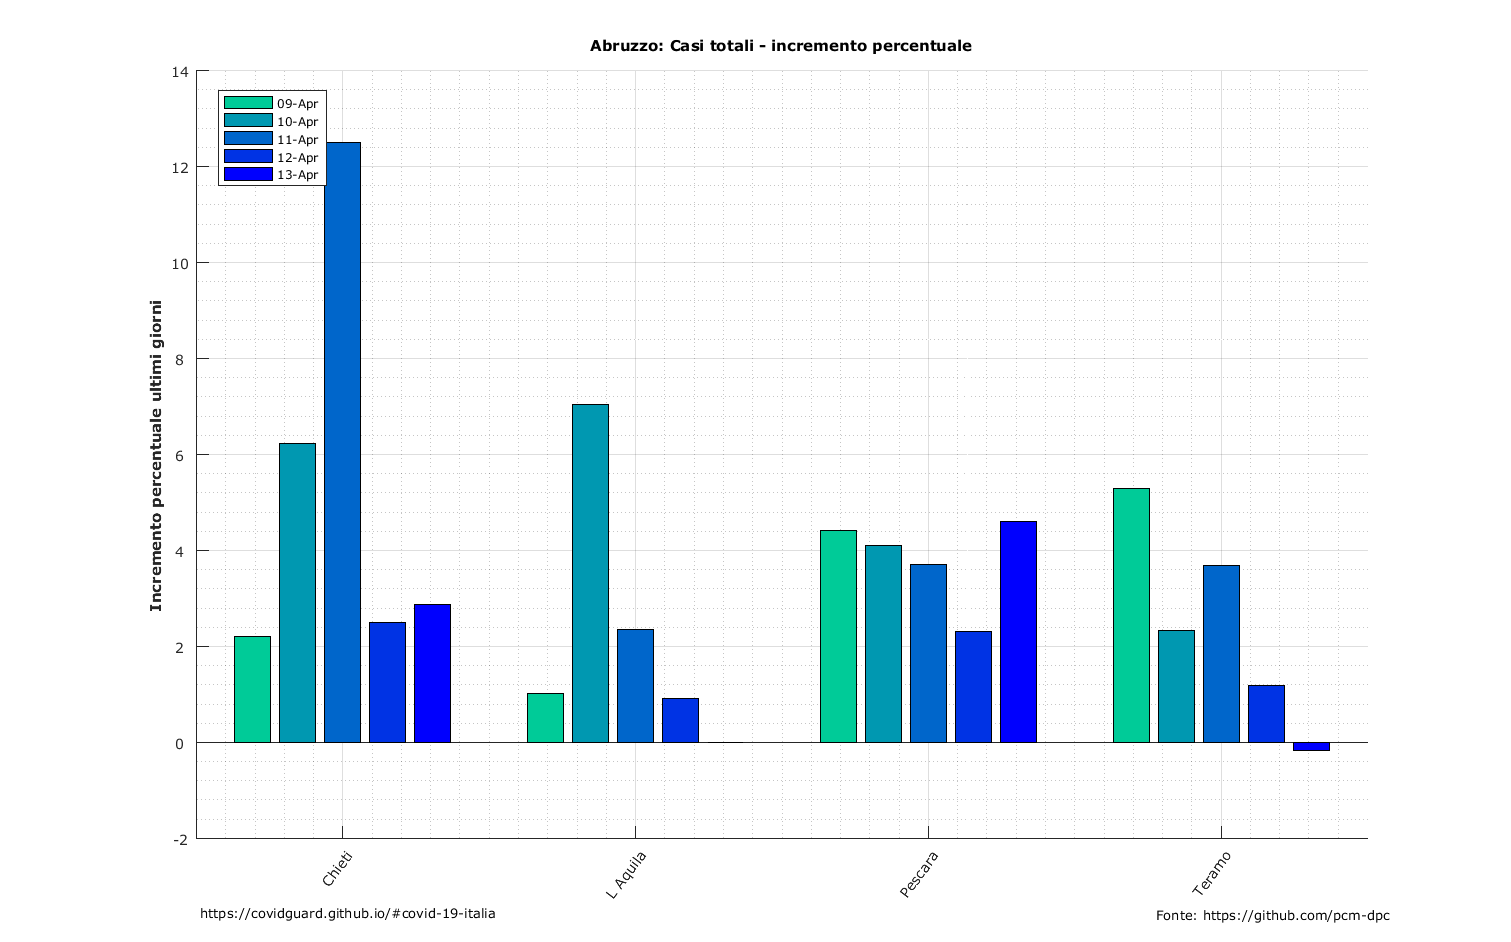 Abruzzo: Casi totali - incremento percentuale
Incremento percentuale ultimi giorni
14
12
10
8
6
4
2
0
-2
09-Apr
10-Apr
11-Apr
12-Apr
13-Apr
Chieti
L Aquila
Pescara
Teramo
https://covidguard.github.io/#covid-19-italia
Fonte: https://github.com/pcm-dpc